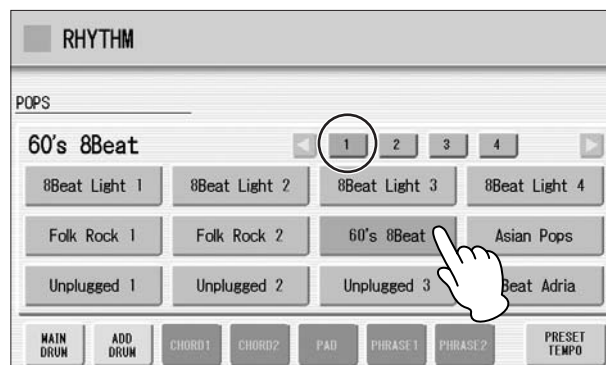 RHYTHM
POPS
60's 8Beat 1 2 3 4
8Beat Light 1 8Beat Light 2 8Beat Light 3 8Beat Light 4
Folk Rock 1 Folk Rock 2 60's 8Beat Asian Pops
Unplugged 1 Unplugged 2 Unplugged 3 Beat Adria
MAIN DRUM ADD DRUM CHORD1 CHORD2 PAD PHRASE1 PHRASE2 PRESET TEMPO